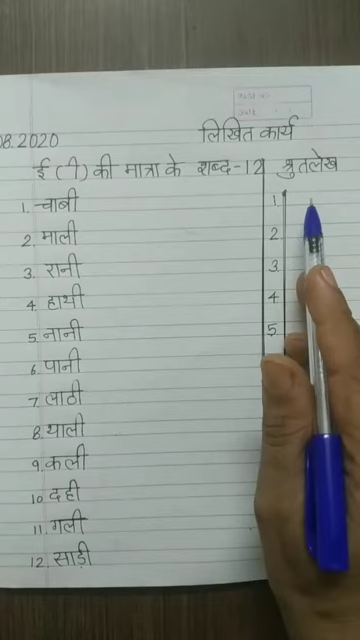 08.2020
लिखित कार्य
ई (ी) की मात्रा के शब्द-12 श्रुतलेख
1. चाबी
2. माली
3. रानी
4. हाथी
5. नानी
6. पानी
7. लाठी
8. थाली
9. कली
10. दही
11. गली
12. साड़ी
1.
2.
3.
4
5.